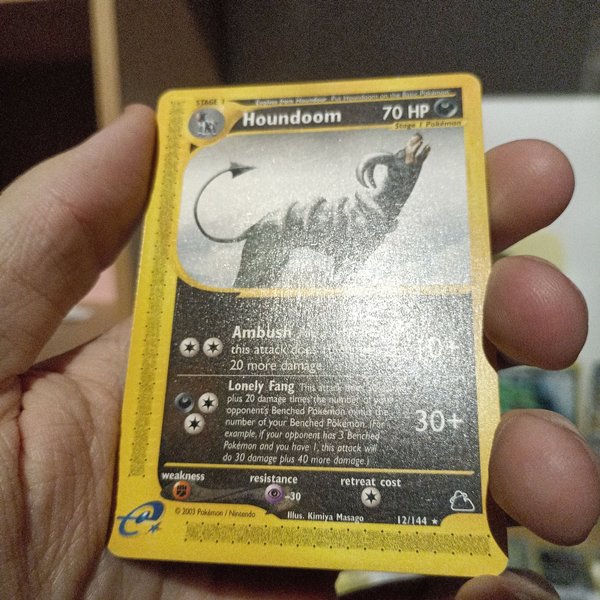 STAGE 1 Evolves from Houndour Put Houndoom on the Basic Pokémon
Houndoom 70 HP
Stage 1 Pokémon
Ambush
this attack does
20 more damage
Lonely Fang This attack
plus 20 damage times the number of your
opponent's Benched Pokémon minus the
number of your Benched Pokémon. (For
example, if your opponent has 3 Benched
Pokémon and you have 1, this attack will
do 30 damage plus 40 more damage.)
30+
weakness resistance retreat cost
-30
© 2003 Pokémon / Nintendo Illus. Kimiya Masago 12/144 ★
e